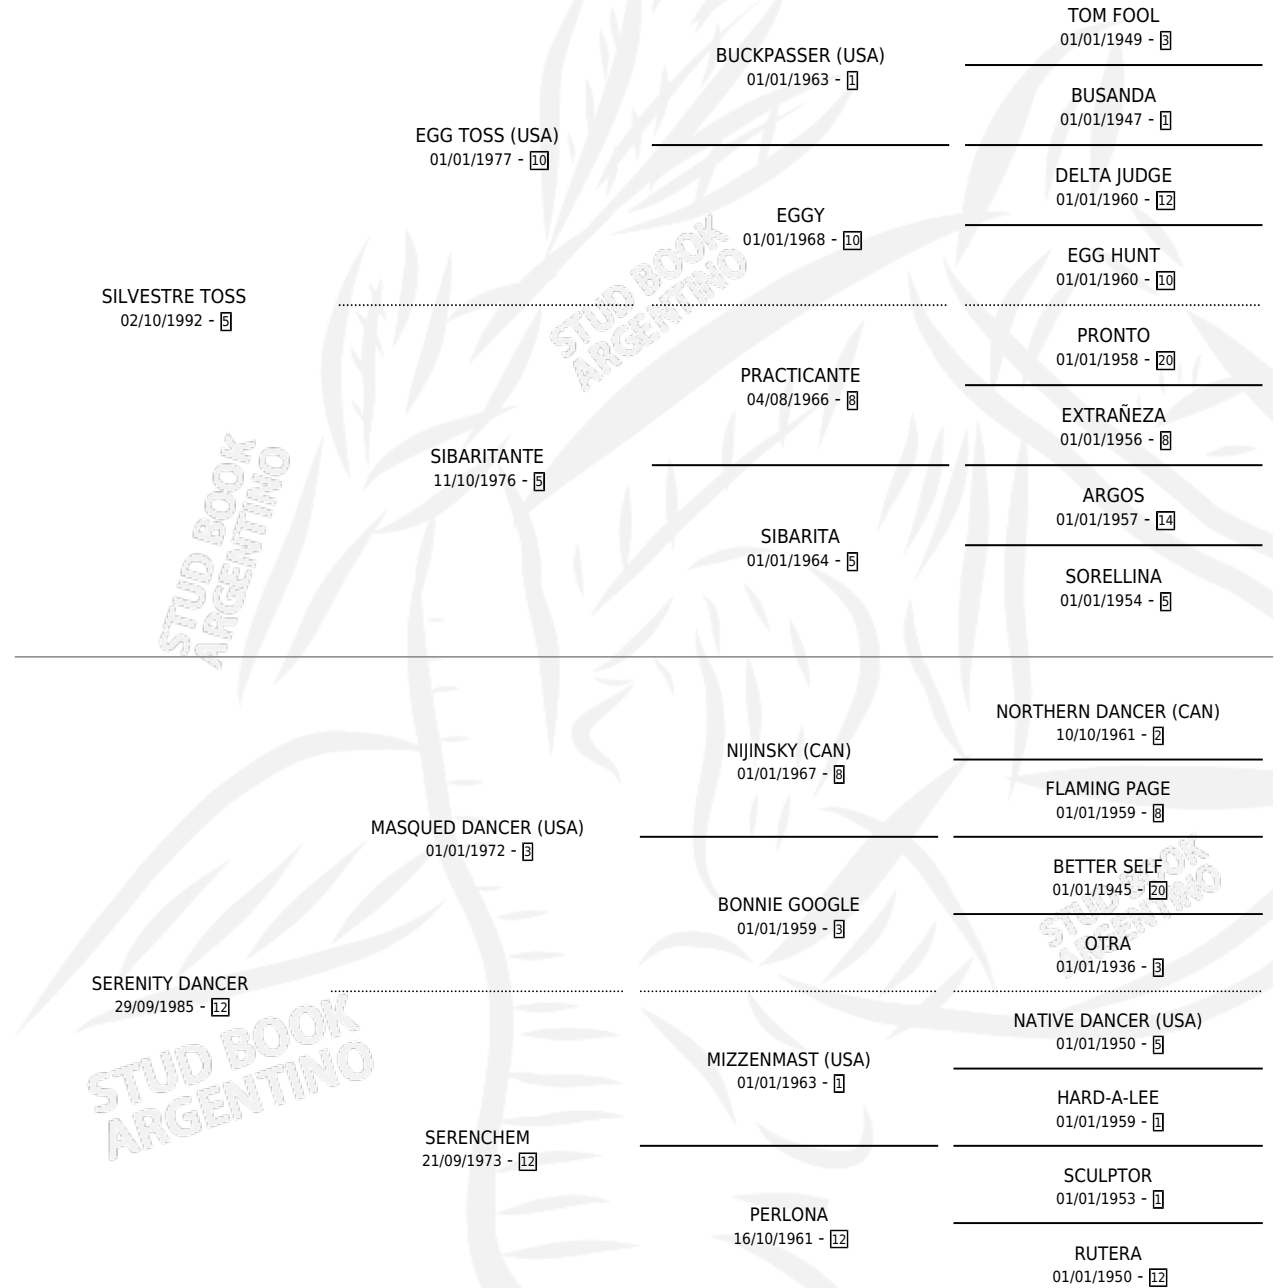 TOM FOOL
01/01/1949 - 3
BUCKPASSER (USA)
01/01/1963 - 1
BUSANDA
01/01/1947 - 1
EGG TOSS (USA)
01/01/1977 - 10
DELTA JUDGE
01/01/1960 - 12
EGGY
01/01/1968 - 10
EGG HUNT
01/01/1960 - 10
SILVESTRE TOSS
02/10/1992 - 5
STUD BOOK
ARGENTINO
PRONTO
01/01/1958 - 20
PRACTICANTE
04/08/1966 - 8
EXTRAÑEZA
01/01/1956 - 8
SIBARITANTE
11/10/1976 - 5
ARGOS
01/01/1957 - 14
SIBARITA
01/01/1964 - 5
SORELLINA
01/01/1954 - 5
STUD BOOK
ARGENTINO
NORTHERN DANCER (CAN)
10/10/1961 - 2
NIJINSKY (CAN)
01/01/1967 - 8
FLAMING PAGE
01/01/1959 - 8
MASQUED DANCER (USA)
01/01/1972 - 3
BETTER SELF
01/01/1945 - 20
BONNIE GOOGLE
01/01/1959 - 3
STUD BOOK
ARGENTINO
OTRA
01/01/1936 - 3
SERENITY DANCER
29/09/1985 - 12
STUD BOOK
ARGENTINO
NATIVE DANCER (USA)
01/01/1950 - 5
MIZZENMAST (USA)
01/01/1963 - 1
HARD-A-LEE
01/01/1959 - 1
SERENCHEM
21/09/1973 - 12
SCULPTOR
01/01/1953 - 1
PERLONA
16/10/1961 - 12
RUTERA
01/01/1950 - 12